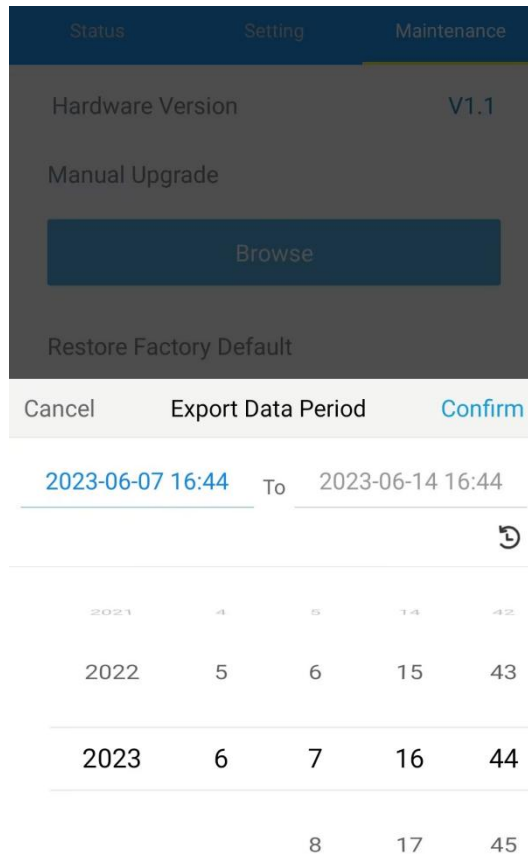 Status Setting Maintenance
Hardware Version V1.1
Manual Upgrade
Browse
Restore Factory Default
Cancel Export Data Period Confirm
2023-06-07 16:44 To 2023-06-14 16:44
2021 4 5 14 42
2022 5 6 15 43
2023 6 7 16 44
8 17 45